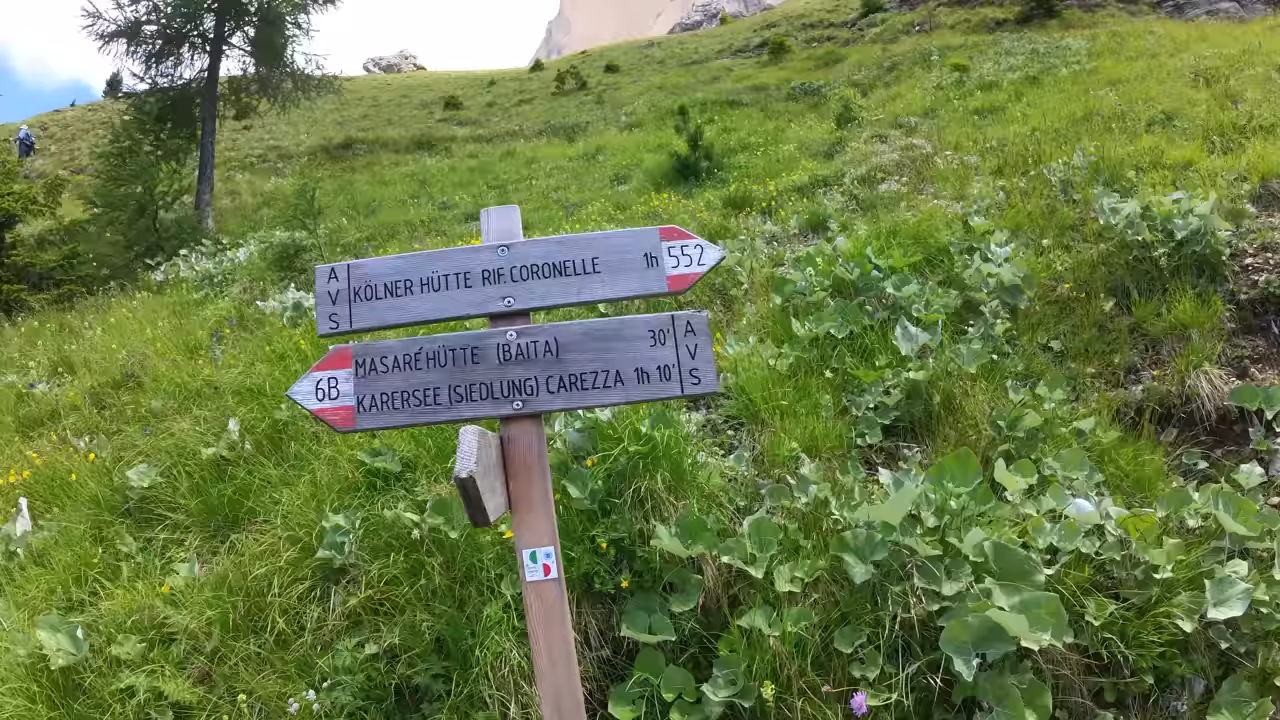 AVS
KÖLNER HÜTTE RIF. CORONELLE 1h 552
MASARÉHÜTTE (BAITA) 30' AVS
6B
KARERSEE (SIEDLUNG) CAREZZA 1h 10'